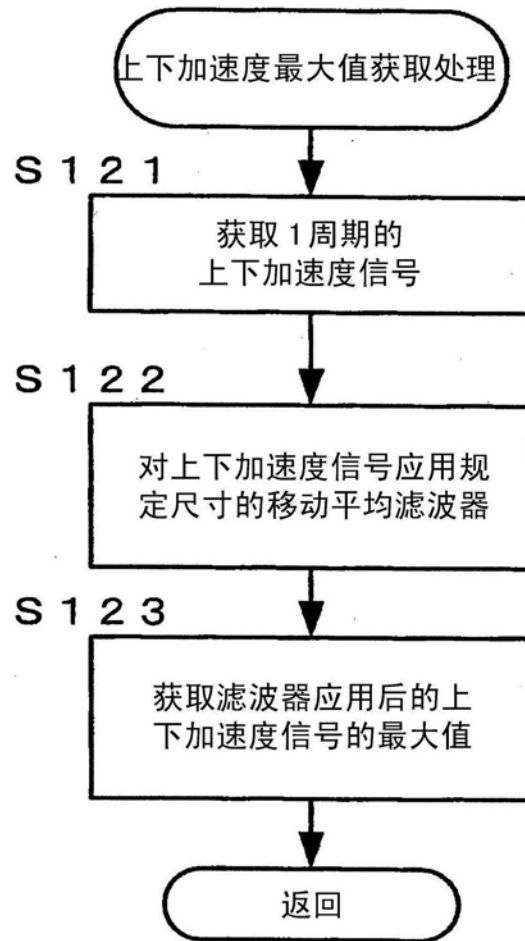 上下加速度最大值获取处理
S121
获取1周期的
上下加速度信号
S122
对上下加速度信号应用规
定尺寸的移动平均滤波器
S123
获取滤波器应用后的上
下加速度信号的最大值
返回